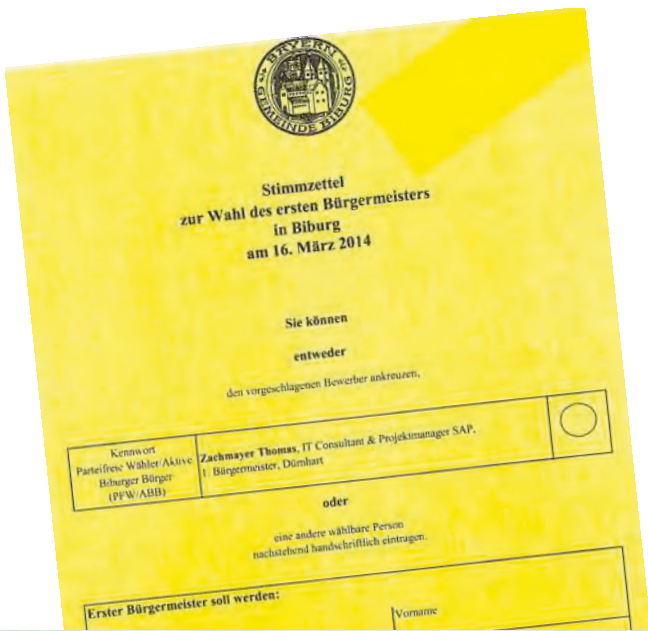 BAYERN
GEMEINDE BIBURG
Stimmzettel
zur Wahl des ersten Bürgermeisters
in Biburg
am 16. März 2014
Sie können
entweder
den vorgeschlagenen Bewerber ankreuzen,
Kennwort
Parteifreie Wähler/Aktive
Biburger Bürger
(PFW/ABB)
Zachmayer Thomas, IT Consultant & Projektmanager SAP,
1. Bürgermeister, Dürnhart
oder
eine andere wählbare Person
nachstehend handschriftlich eintragen.
Erster Bürgermeister soll werden:
Vorname